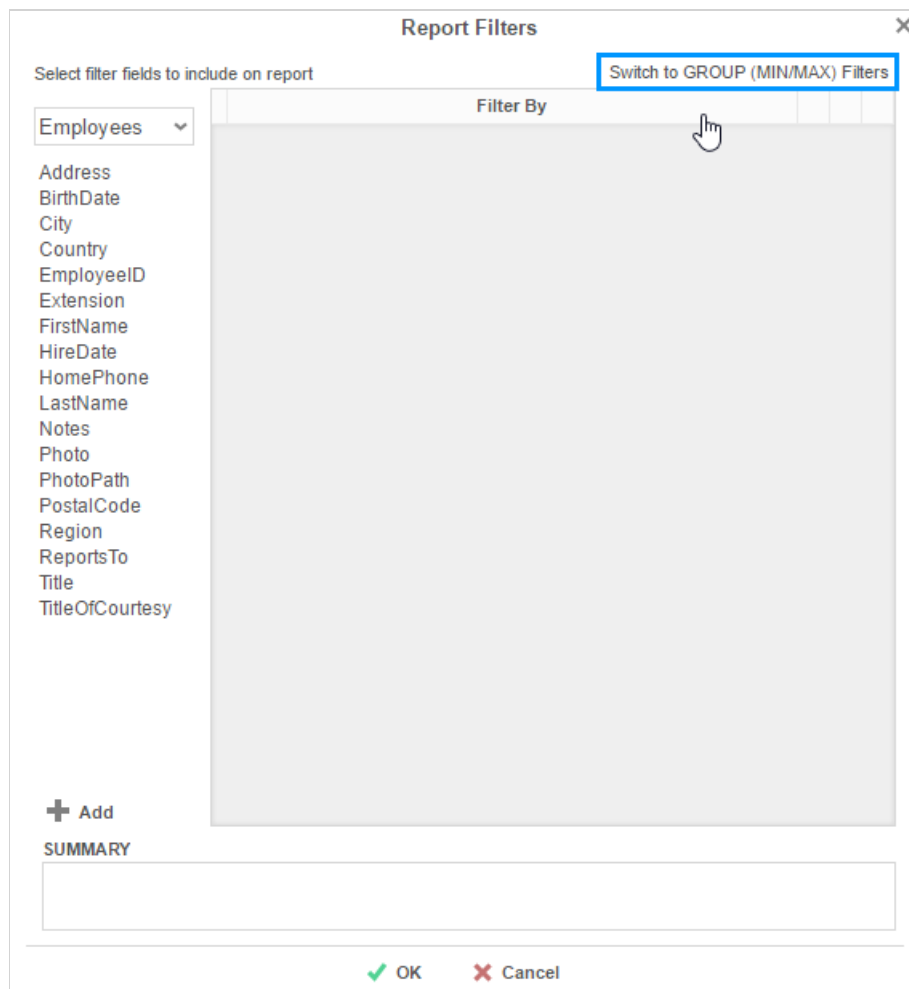 Report Filters
Select filter fields to include on report
Switch to GROUP (MIN/MAX) Filters
Employees
Filter By
Address
BirthDate
City
Country
EmployeeID
Extension
FirstName
HireDate
HomePhone
LastName
Notes
Photo
PhotoPath
PostalCode
Region
ReportsTo
Title
TitleOfCourtesy
Add
SUMMARY
OK
Cancel